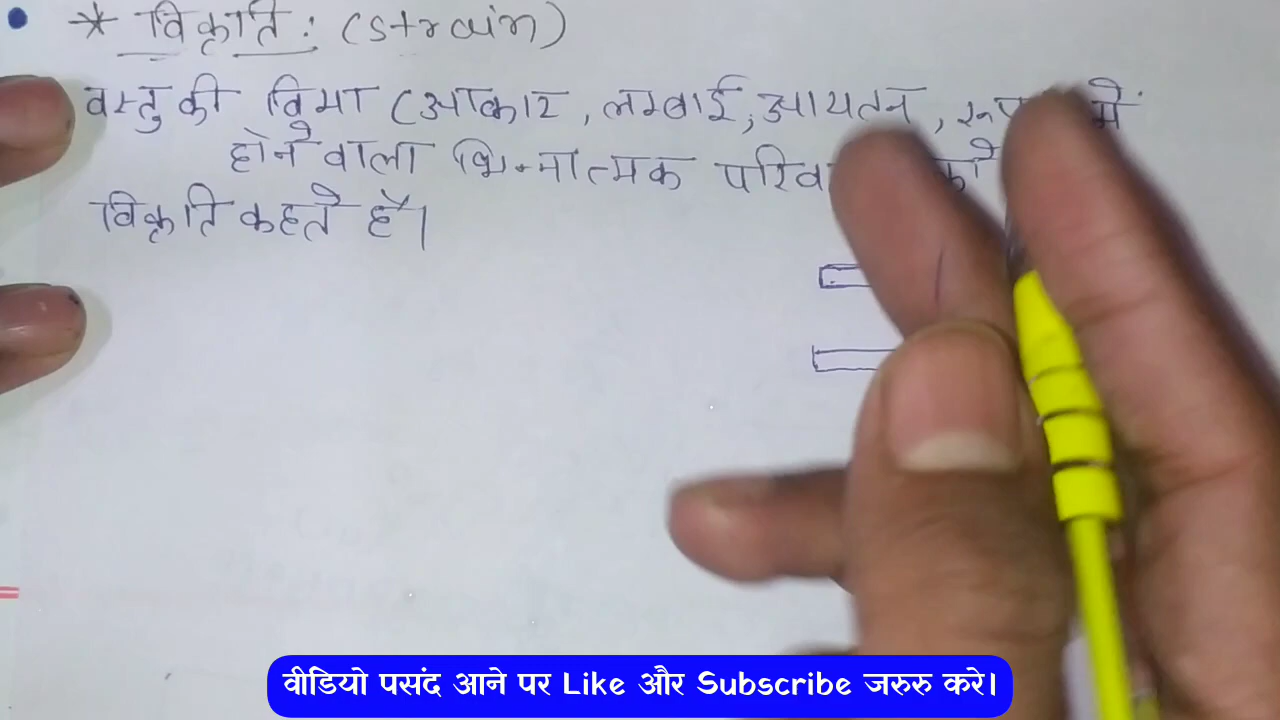 * विकृति : (strain)
वस्तु की विमा (आकार, लम्बाई, आयतन, में
होने वाला भिन्नात्मक को
विकृति कहते हैं।
वीडियो पसंद आने पर Like और Subscribe जरुरु करे।